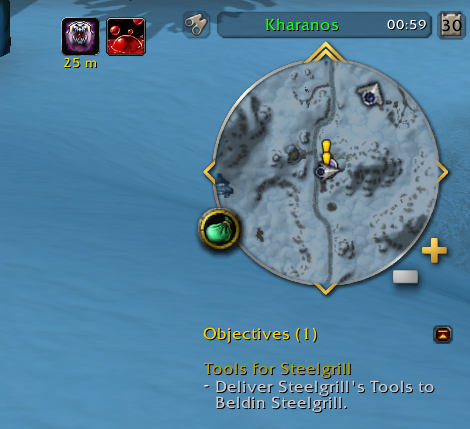 Kharanos 00:59 30
25 m
Objectives (1)
Tools for Steelgrill
- Deliver Steelgrill's Tools to
Beldin Steelgrill.